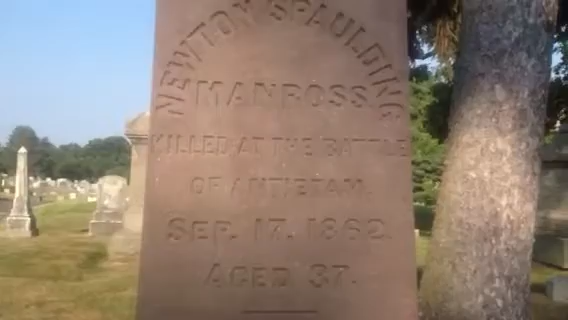 NEWTON SPAULDING
MANROSS.
KILLED AT THE BATTLE
OF ANTIETAM.
SEP. 17. 1862.
AGED 37.